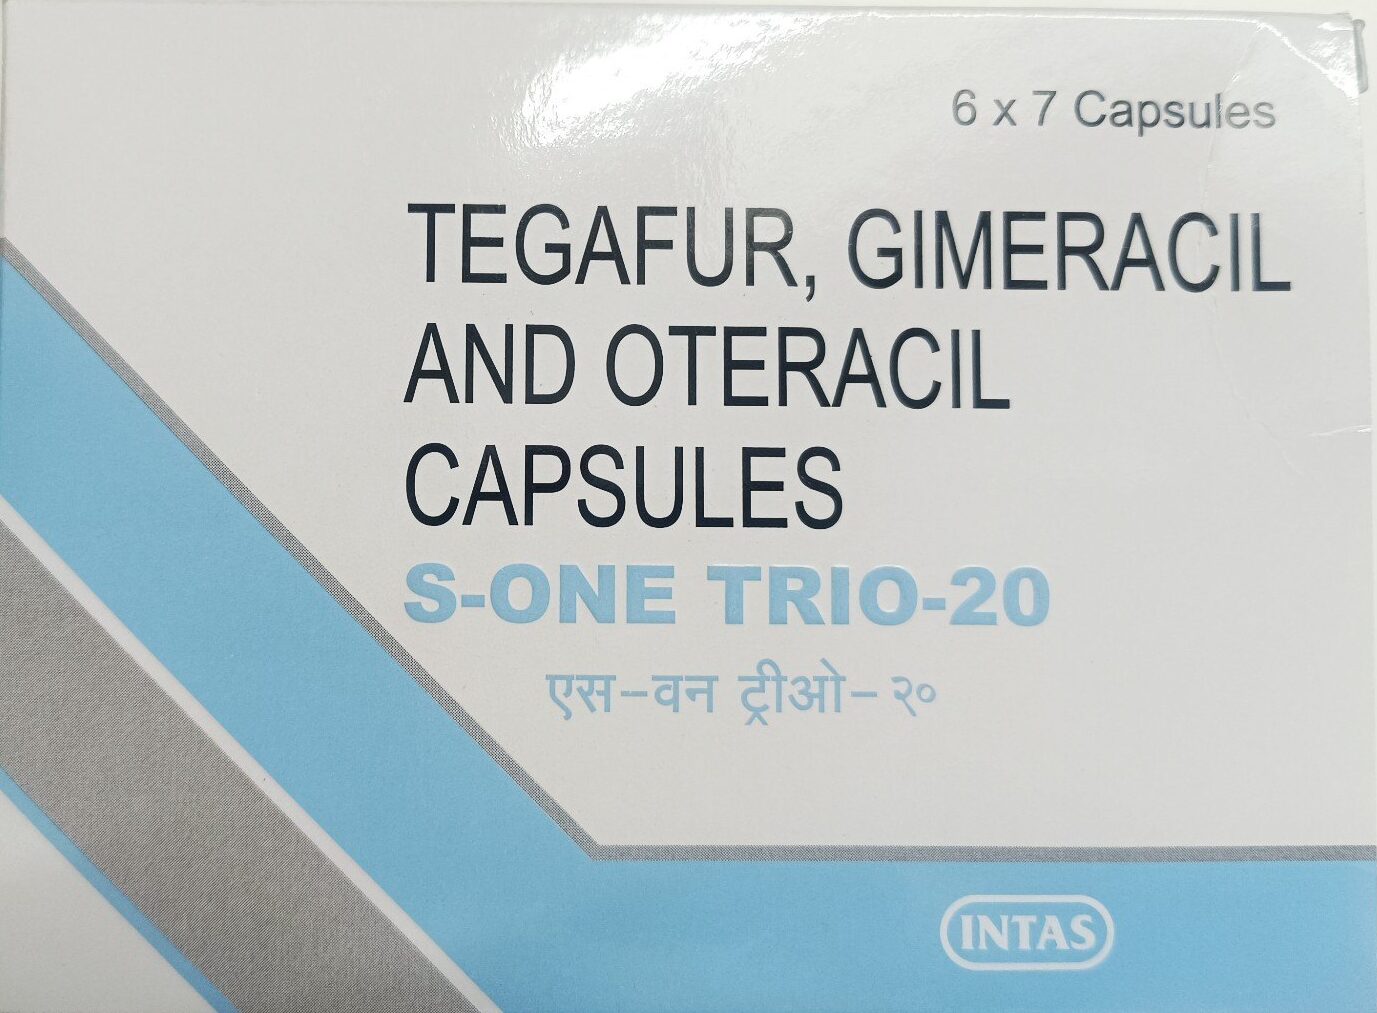 6 x 7 Capsules
TEGAFUR, GIMERACIL
AND OTERACIL
CAPSULES
S-ONE TRIO-20
एस-वन ट्रीओ-२०
INTAS